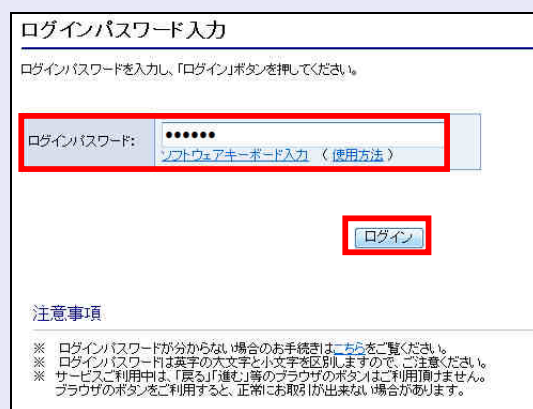 ログインパスワード入力
ログインパスワードを入力し、「ログイン」ボタンを押してください。
ログインパスワード: ●●●●●●
ソフトウェアキーボード入力 （使用方法）
ログイン
注意事項
※ ログインパスワードが分からない場合のお手続きはこちらをご覧ください。
※ ログインパスワードは英字の大文字と小文字を区別しますので、ご注意ください。
※ サービスご利用中は、「戻る」「進む」等のブラウザのボタンはご利用頂けません。
ブラウザのボタンをご利用すると、正常にお取引が出来ない場合があります。